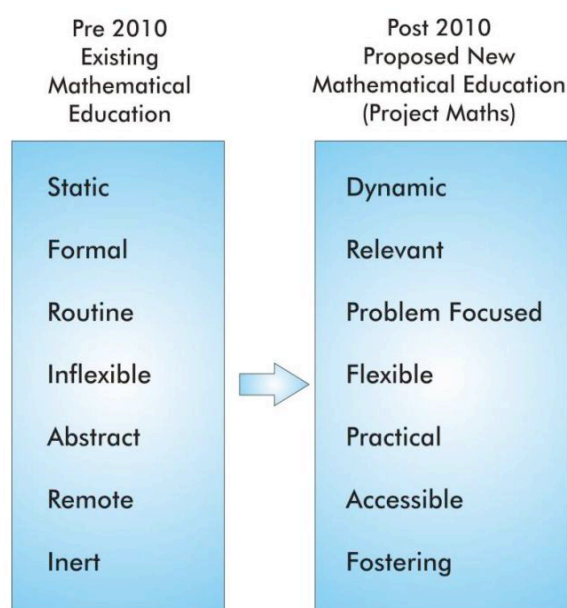 Pre 2010
Existing
Mathematical
Education
Static
Formal
Routine
Inflexible
Abstract
Remote
Inert
Post 2010
Proposed New
Mathematical Education
(Project Maths)
Dynamic
Relevant
Problem Focused
Flexible
Practical
Accessible
Fostering